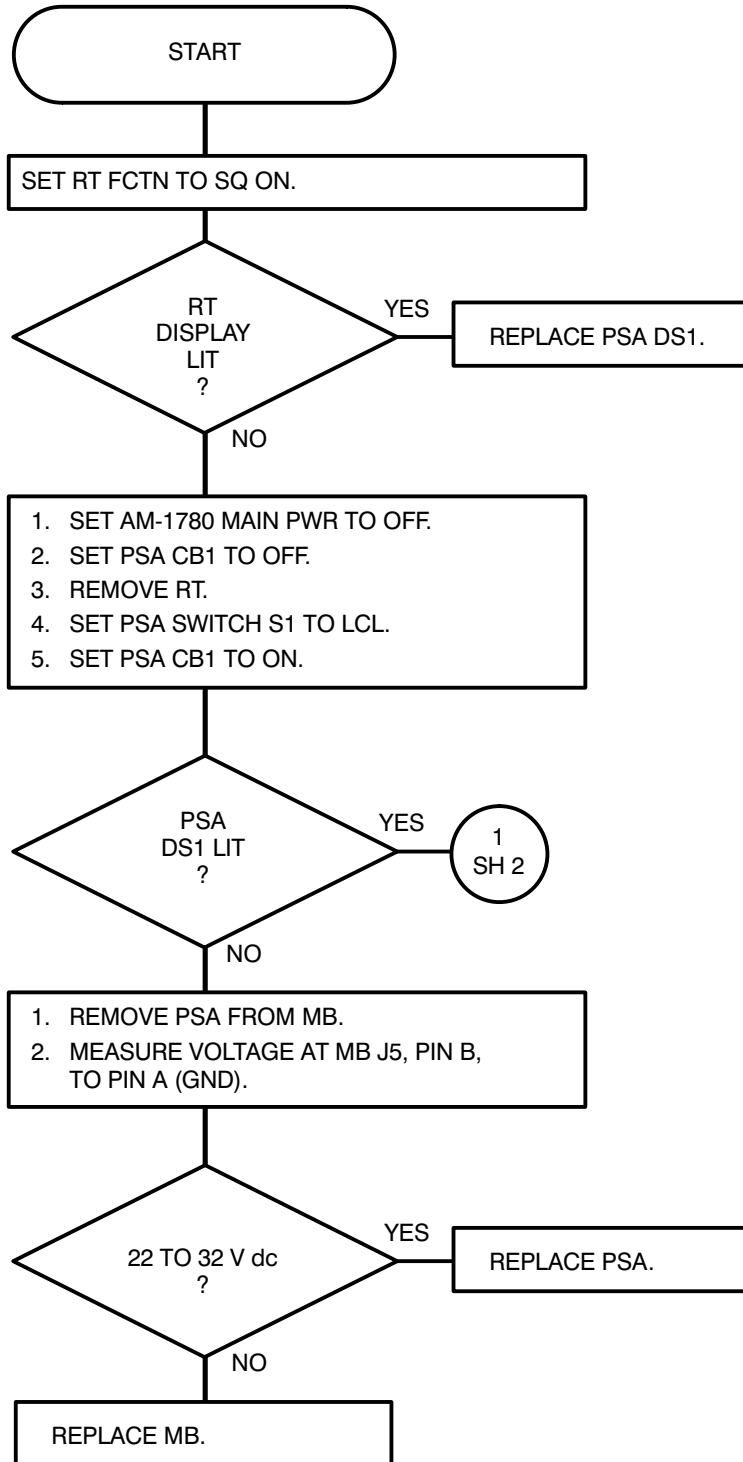 START
SET RT FCTN TO SQ ON.
RT
DISPLAY
LIT
?
YES
REPLACE PSA DS1.
NO
1. SET AM-1780 MAIN PWR TO OFF.
2. SET PSA CB1 TO OFF.
3. REMOVE RT.
4. SET PSA SWITCH S1 TO LCL.
5. SET PSA CB1 TO ON.
PSA
DS1 LIT
?
YES
1
SH 2
NO
1. REMOVE PSA FROM MB.
2. MEASURE VOLTAGE AT MB J5, PIN B,
TO PIN A (GND).
22 TO 32 V dc
?
YES
REPLACE PSA.
NO
REPLACE MB.